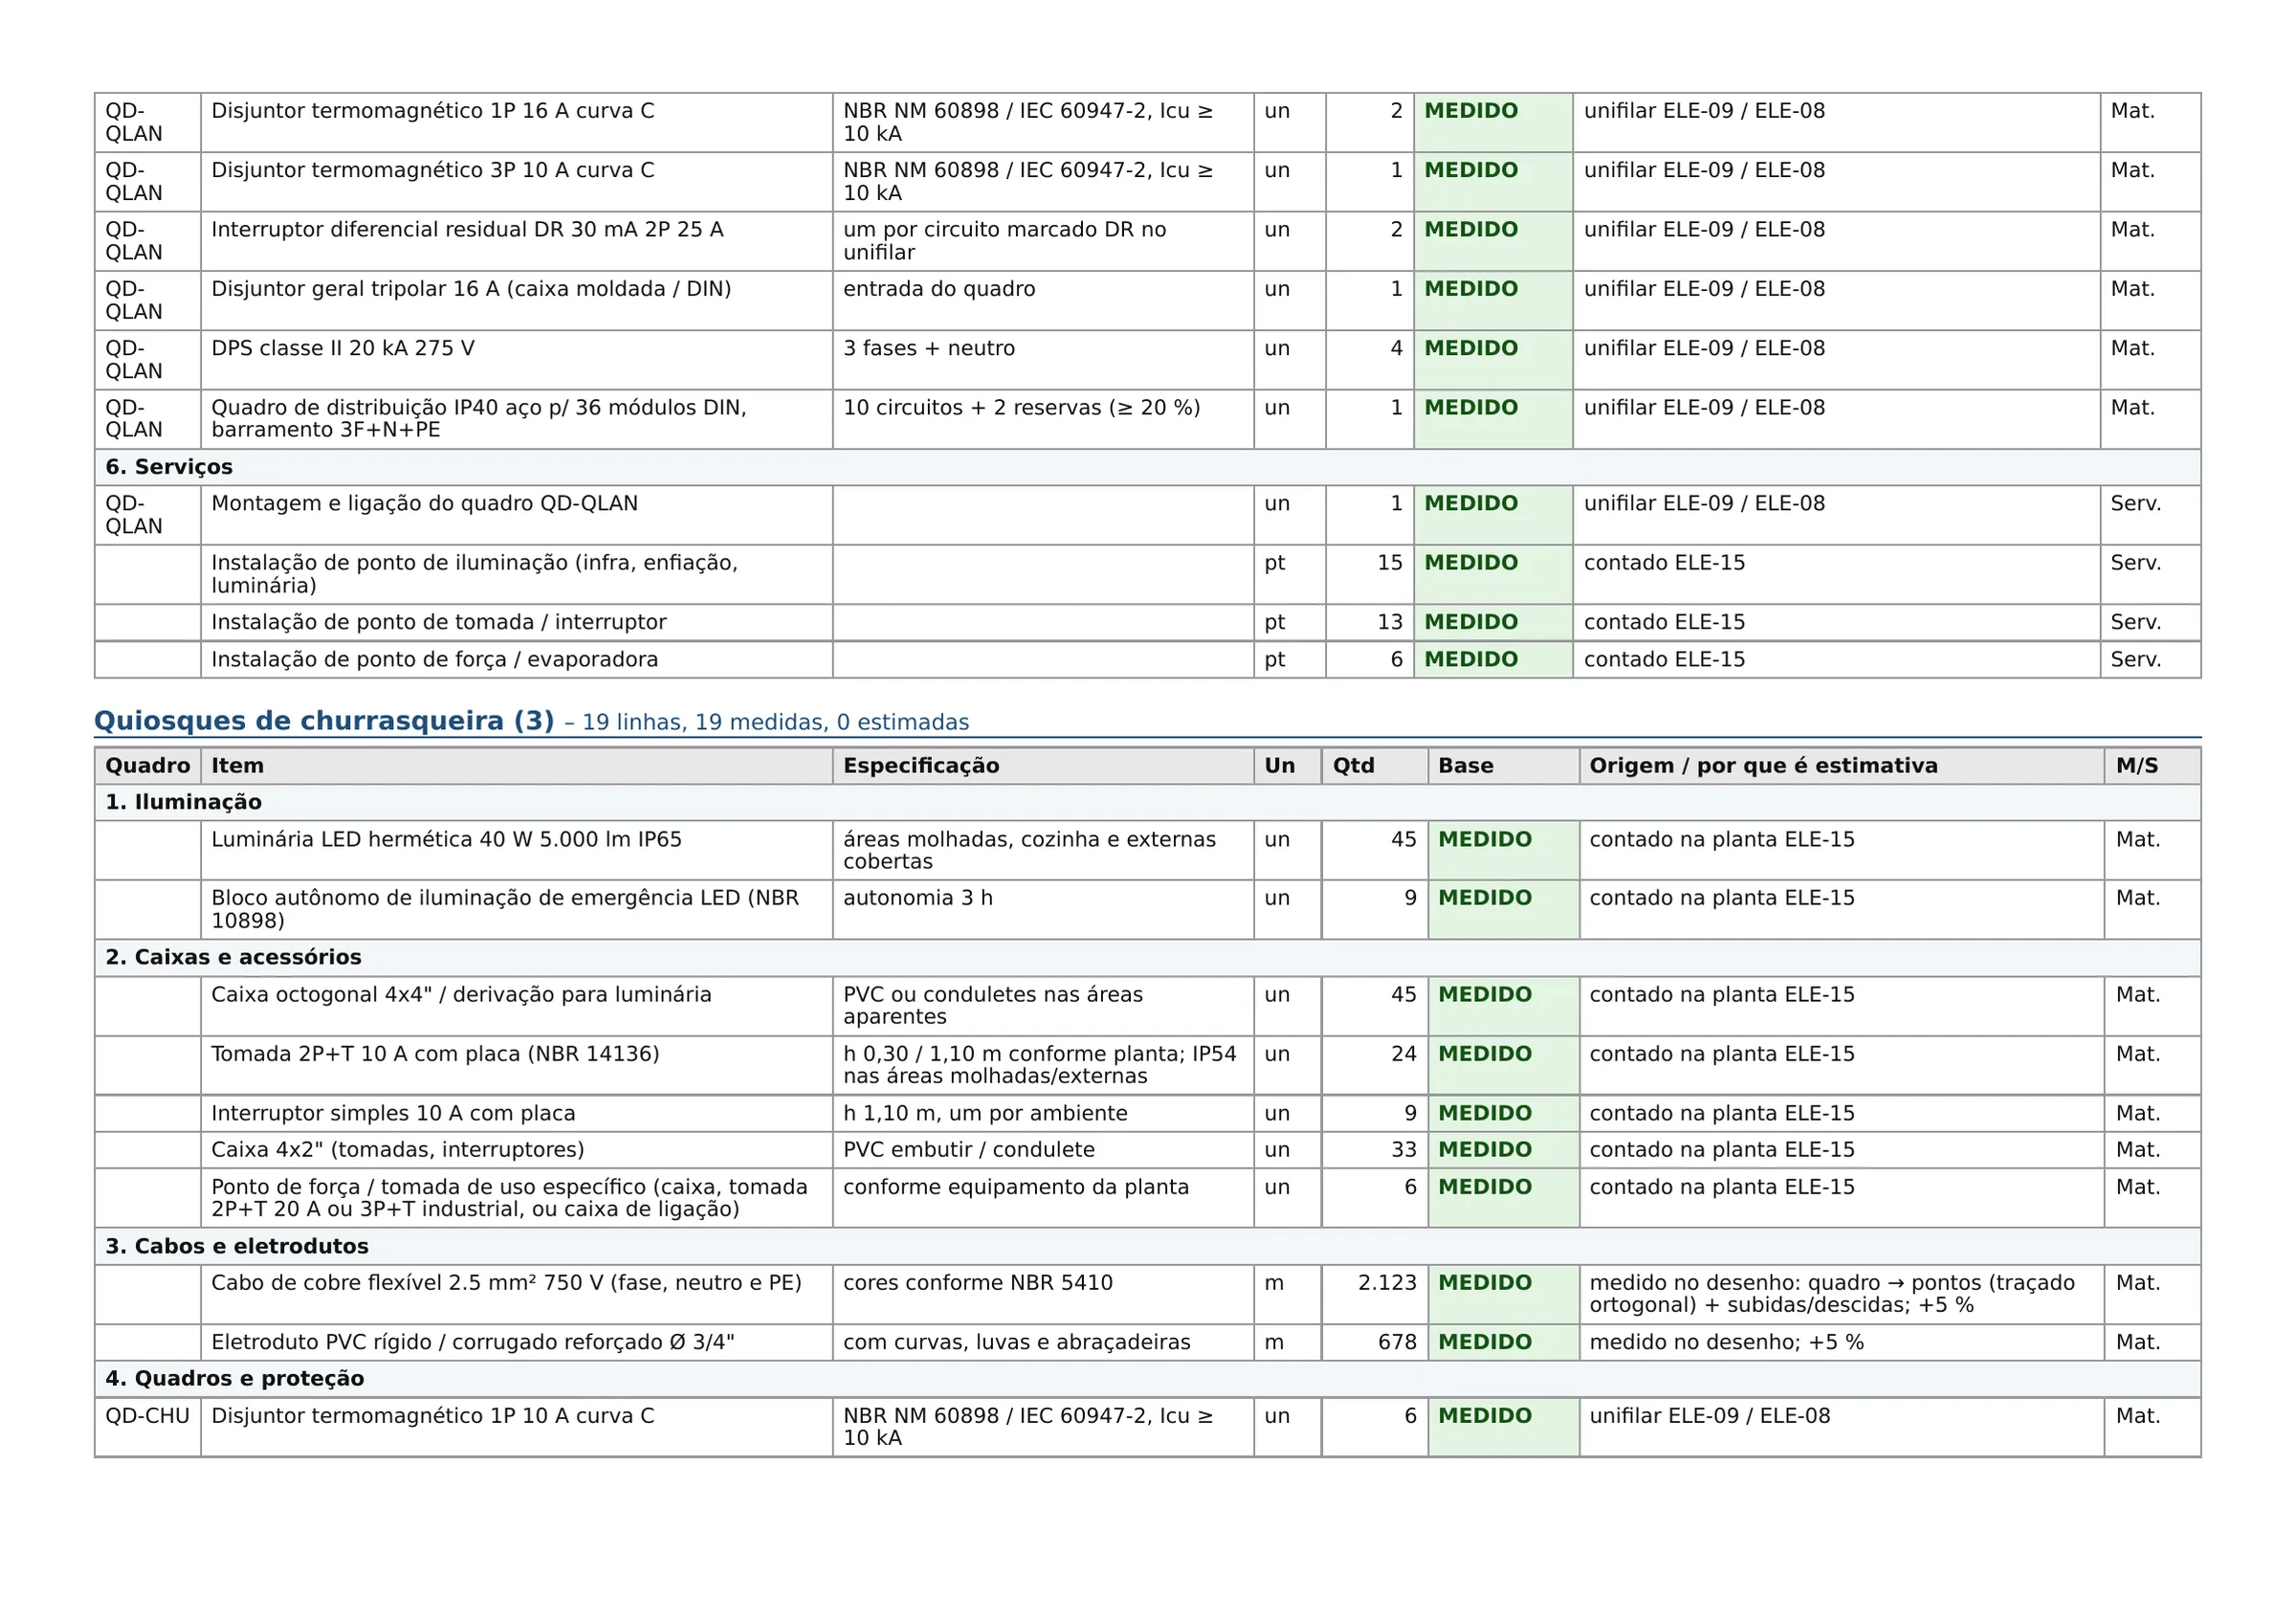 QD-QLAN Disjuntor termomagnético 1P 16 A curva C NBR NM 60898 / IEC 60947-2, Icu ≥ 10 kA un 2 MEDIDO unifilar ELE-09 / ELE-08 Mat.
QD-QLAN Disjuntor termomagnético 3P 10 A curva C NBR NM 60898 / IEC 60947-2, Icu ≥ 10 kA un 1 MEDIDO unifilar ELE-09 / ELE-08 Mat.
QD-QLAN Interruptor diferencial residual DR 30 mA 2P 25 A um por circuito marcado DR no unifilar un 2 MEDIDO unifilar ELE-09 / ELE-08 Mat.
QD-QLAN Disjuntor geral tripolar 16 A (caixa moldada / DIN) entrada do quadro un 1 MEDIDO unifilar ELE-09 / ELE-08 Mat.
QD-QLAN DPS classe II 20 kA 275 V 3 fases + neutro un 4 MEDIDO unifilar ELE-09 / ELE-08 Mat.
QD-QLAN Quadro de distribuição IP40 aço p/ 36 módulos DIN, barramento 3F+N+PE 10 circuitos + 2 reservas (≥ 20 %) un 1 MEDIDO unifilar ELE-09 / ELE-08 Mat.
6. Serviços
QD-QLAN Montagem e ligação do quadro QD-QLAN un 1 MEDIDO unifilar ELE-09 / ELE-08 Serv.
Instalação de ponto de iluminação (infra, enfiação, luminária) pt 15 MEDIDO contado ELE-15 Serv.
Instalação de ponto de tomada / interruptor pt 13 MEDIDO contado ELE-15 Serv.
Instalação de ponto de força / evaporadora pt 6 MEDIDO contado ELE-15 Serv.
Quiosques de churrasqueira (3) – 19 linhas, 19 medidas, 0 estimadas
Quadro Item Especificação Un Qtd Base Origem / por que é estimativa M/S
1. Iluminação
Luminária LED hermética 40 W 5.000 lm IP65 áreas molhadas, cozinha e externas cobertas un 45 MEDIDO contado na planta ELE-15 Mat.
Bloco autônomo de iluminação de emergência LED (NBR 10898) autonomia 3 h un 9 MEDIDO contado na planta ELE-15 Mat.
2. Caixas e acessórios
Caixa octogonal 4x4" / derivação para luminária PVC ou conduletes nas áreas aparentes un 45 MEDIDO contado na planta ELE-15 Mat.
Tomada 2P+T 10 A com placa (NBR 14136) h 0,30 / 1,10 m conforme planta; IP54 nas áreas molhadas/externas un 24 MEDIDO contado na planta ELE-15 Mat.
Interruptor simples 10 A com placa h 1,10 m, um por ambiente un 9 MEDIDO contado na planta ELE-15 Mat.
Caixa 4x2" (tomadas, interruptores) PVC embutir / condulete un 33 MEDIDO contado na planta ELE-15 Mat.
Ponto de força / tomada de uso específico (caixa, tomada 2P+T 20 A ou 3P+T industrial, ou caixa de ligação) conforme equipamento da planta un 6 MEDIDO contado na planta ELE-15 Mat.
3. Cabos e eletrodutos
Cabo de cobre flexível 2.5 mm² 750 V (fase, neutro e PE) cores conforme NBR 5410 m 2.123 MEDIDO medido no desenho: quadro → pontos (traçado ortogonal) + subidas/descidas; +5 % Mat.
Eletroduto PVC rígido / corrugado reforçado Ø 3/4" com curvas, luvas e abraçadeiras m 678 MEDIDO medido no desenho; +5 % Mat.
4. Quadros e proteção
QD-CHU Disjuntor termomagnético 1P 10 A curva C NBR NM 60898 / IEC 60947-2, Icu ≥ 10 kA un 6 MEDIDO unifilar ELE-09 / ELE-08 Mat.